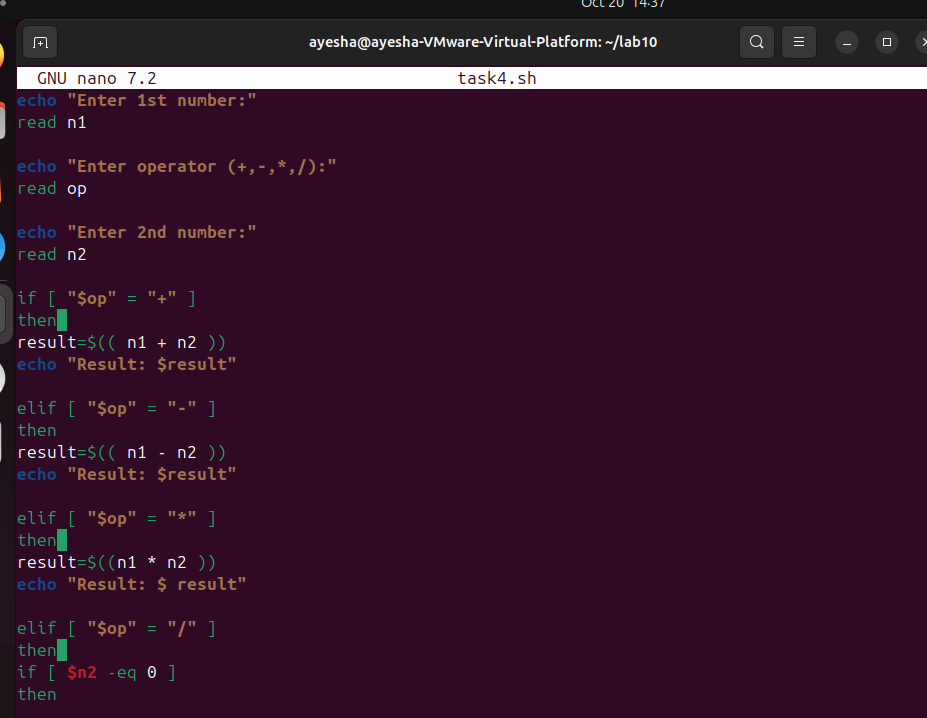 Oct 20 14:37
ayesha@ayesha-VMware-Virtual-Platform: ~/lab10
GNU nano 7.2 task4.sh
echo "Enter 1st number:"
read n1
echo "Enter operator (+,-,*,/):"
read op
echo "Enter 2nd number:"
read n2
if [ "$op" = "+" ]
then
result=$(( n1 + n2 ))
echo "Result: $result"
elif [ "$op" = "-" ]
then
result=$(( n1 - n2 ))
echo "Result: $result"
elif [ "$op" = "*" ]
then
result=$((n1 * n2 ))
echo "Result: $ result"
elif [ "$op" = "/" ]
then
if [ $n2 -eq 0 ]
then